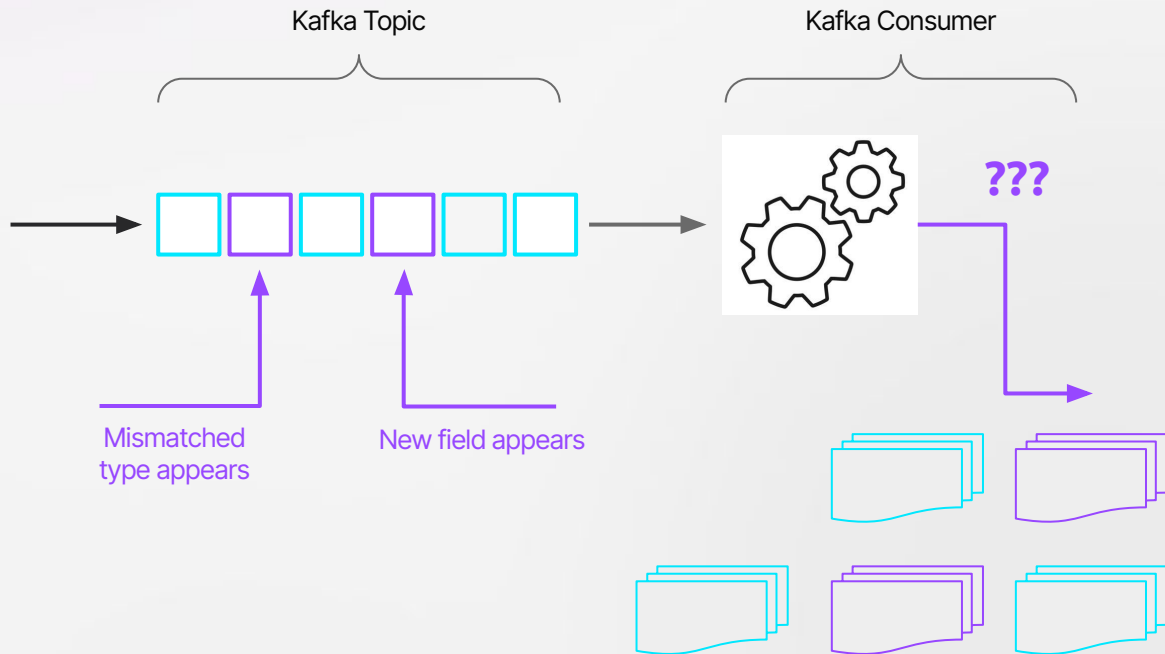 Kafka Topic
Kafka Consumer
???
Mismatched
type appears
New field appears